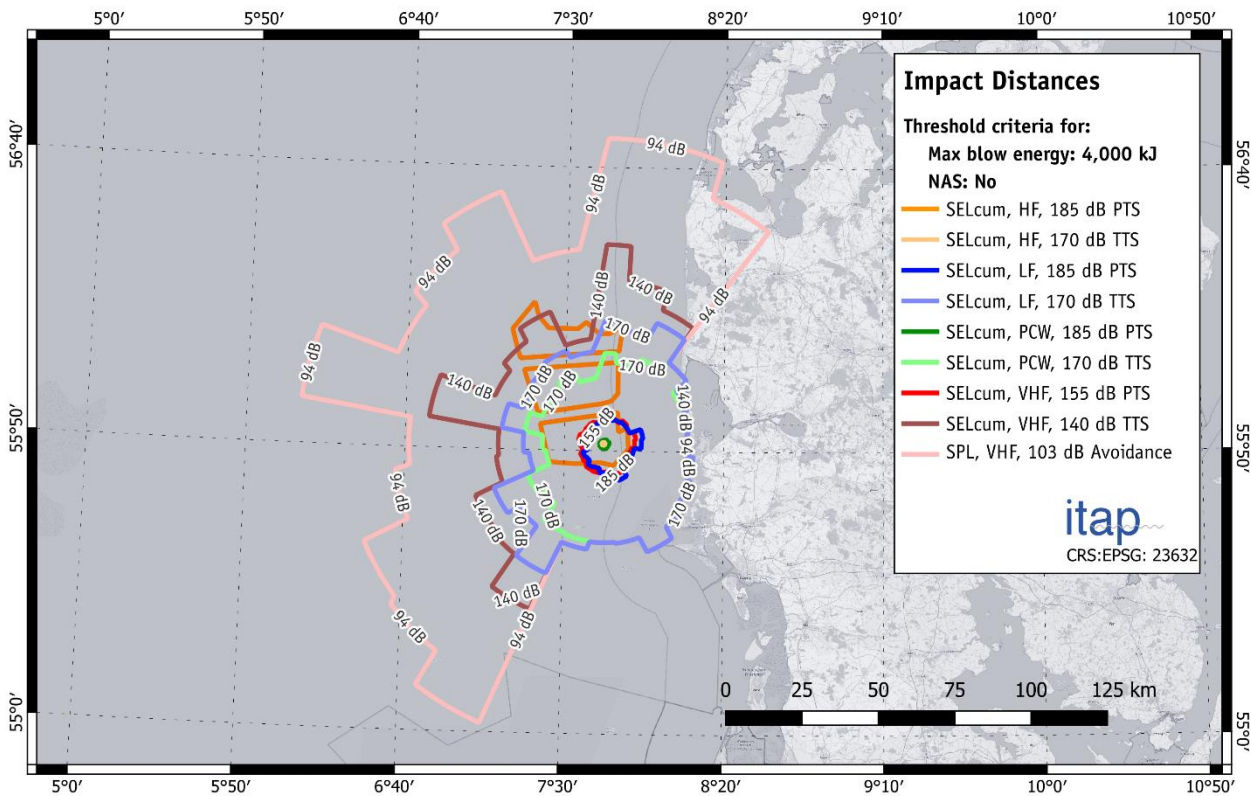 5°0′ 5°50′ 6°40′ 7°30′ 8°20′ 9°10′ 10°0′ 10°50′
56°40′
55°50′
55°0′
56°40′
55°50′
55°0′
Impact Distances
Threshold criteria for:
Max blow energy: 4,000 kJ
NAS: No
SELcum, HF, 185 dB PTS
SELcum, HF, 170 dB TTS
SELcum, LF, 185 dB PTS
SELcum, LF, 170 dB TTS
SELcum, PCW, 185 dB PTS
SELcum, PCW, 170 dB TTS
SELcum, VHF, 155 dB PTS
SELcum, VHF, 140 dB TTS
SPL, VHF, 103 dB Avoidance
itap
CRS:EPSG: 23632
94 dB
94 dB
94 dB
94 dB
140 dB
140 dB
94 dB
170 dB
94 dB
170 dB
140 dB
170 dB
170 dB
140 dB
155 dB
94 dB
185 dB
94 dB
170 dB
170 dB
140 dB
170 dB
140 dB
94 dB
94 dB
0 25 50 75 100 125 km
5°0′ 5°50′ 6°40′ 7°30′ 8°20′ 9°10′ 10°0′ 10°50′